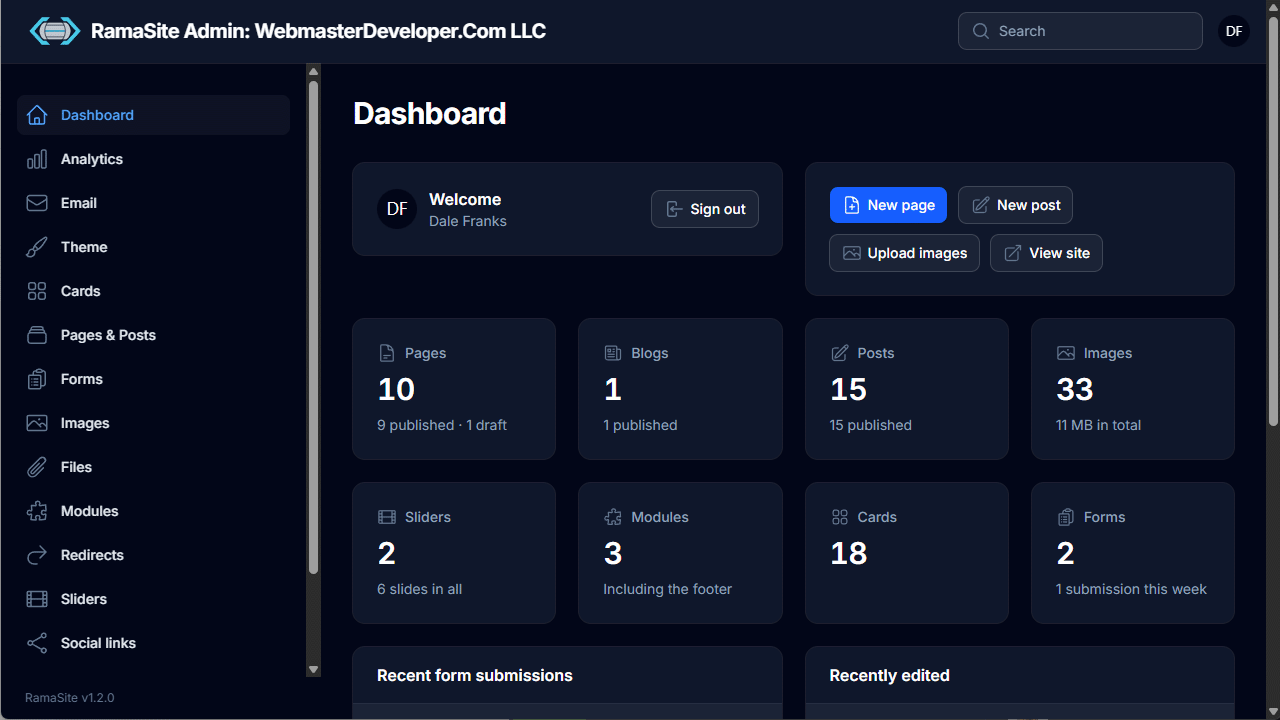 RamaSite Admin: WebmasterDeveloper.Com LLC
Search
DF
Dashboard
Analytics
Email
Theme
Cards
Pages & Posts
Forms
Images
Files
Modules
Redirects
Sliders
Social links
RamaSite v1.2.0
Dashboard
DF
Welcome
Dale Franks
Sign out
New page
New post
Upload images
View site
Pages
10
9 published · 1 draft
Blogs
1
1 published
Posts
15
15 published
Images
33
11 MB in total
Sliders
2
6 slides in all
Modules
3
Including the footer
Cards
18
Forms
2
1 submission this week
Recent form submissions
Recently edited